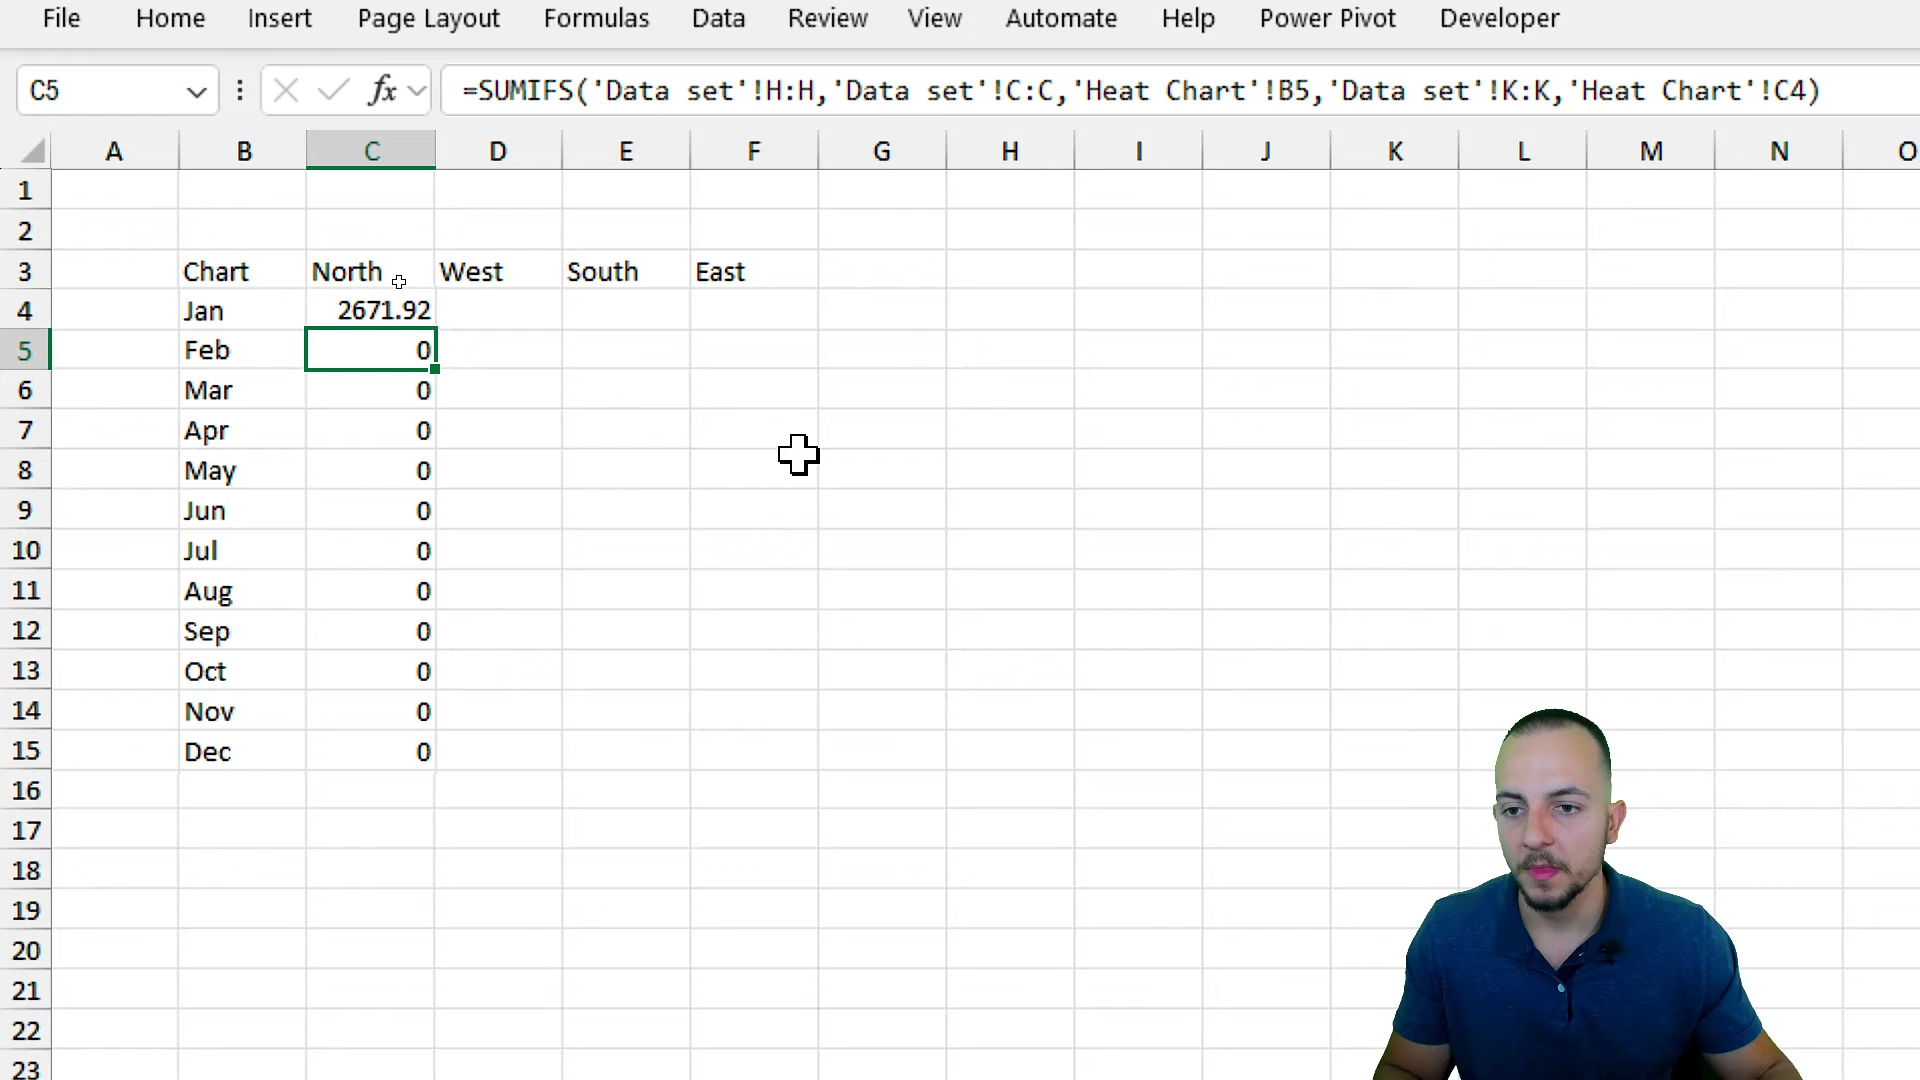 File Home Insert Page Layout Formulas Data Review View Automate Help Power Pivot Developer
C5 fx =SUMIFS('Data set'!H:H,'Data set'!C:C,'Heat Chart'!B5,'Data set'!K:K,'Heat Chart'!C4)
A B C D E F G H I J K L M N O
1
2
3 Chart North West South East
4 Jan 2671.92
5 Feb 0
6 Mar 0
7 Apr 0
8 May 0
9 Jun 0
10 Jul 0
11 Aug 0
12 Sep 0
13 Oct 0
14 Nov 0
15 Dec 0
16
17
18
19
20
21
22
23